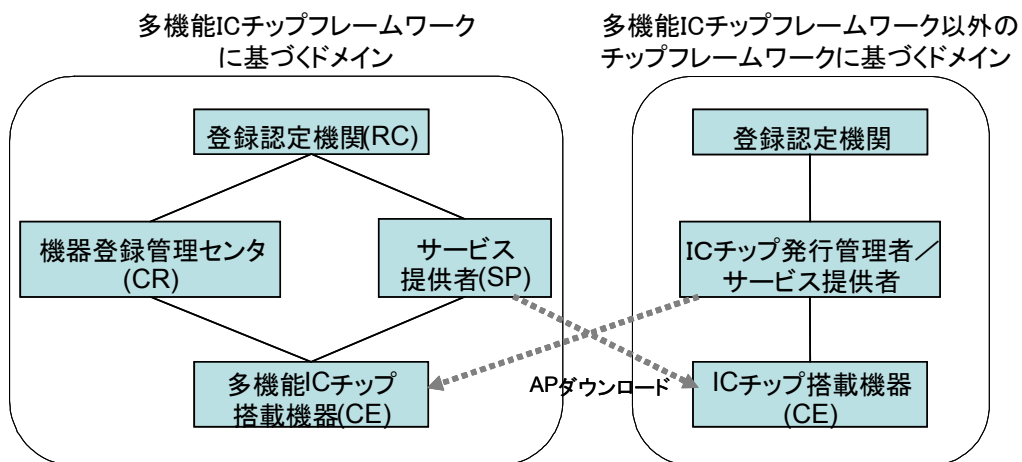 多機能ICチップフレームワーク
に基づくドメイン
多機能ICチップフレームワーク以外の
チップフレームワークに基づくドメイン
登録認定機関(RC)
機器登録管理センタ
(CR)
サービス
提供者(SP)
多機能ICチップ
搭載機器(CE)
登録認定機関
ICチップ発行管理者／
サービス提供者
APダウンロード
ICチップ搭載機器
(CE)